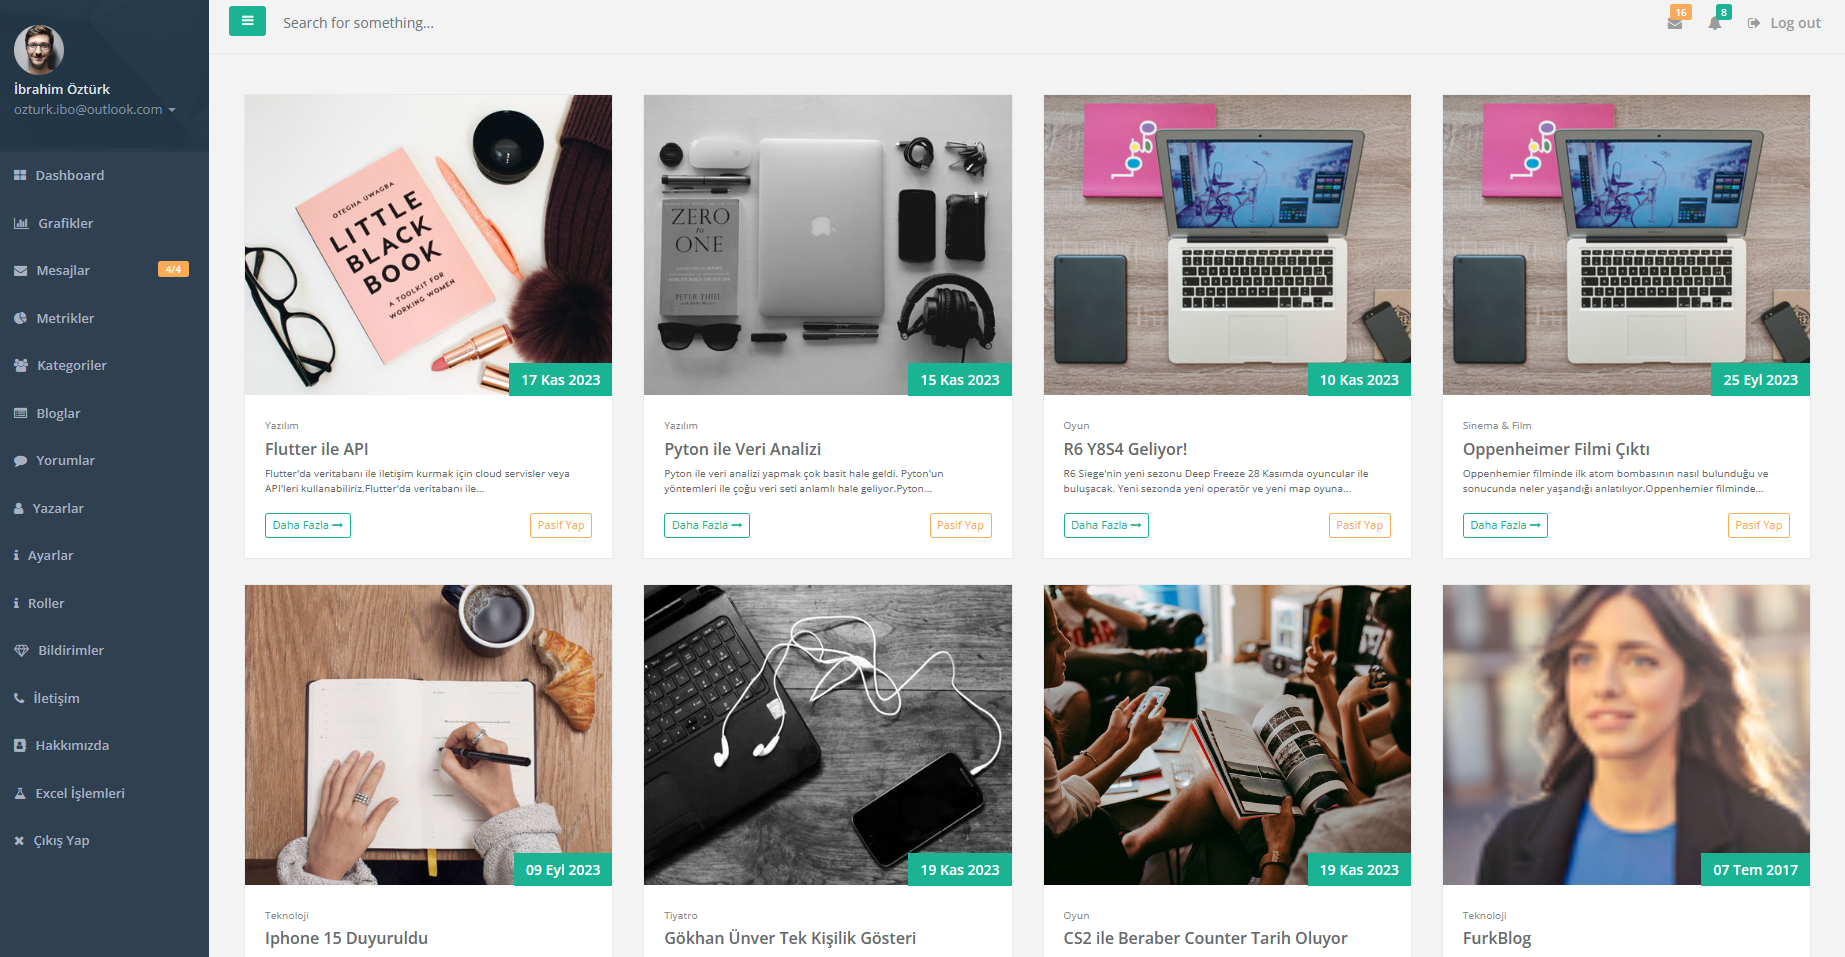 İbrahim Öztürk
ozturk.ibo@outlook.com
Dashboard
Grafikler
Mesajlar 4/4
Metrikler
Kategoriler
Bloglar
Yorumlar
Yazarlar
Ayarlar
Roller
Bildirimler
İletişim
Hakkımızda
Excel İşlemleri
Çıkış Yap
Search for something...
16
8
Log out
OTEGHA UWAGBA
LITTLE
BLACK
BOOK
A TOOLKIT FOR
WORKING WOMEN
17 Kas 2023
Yazılım
Flutter ile API
Flutter'da veritabanı ile iletişim kurmak için cloud servisler veya
API'leri kullanabiliriz.Flutter'da veritabanı ile...
Daha Fazla
Pasif Yap
ZERO
to
ONE
PETER THIEL
15 Kas 2023
Yazılım
Pyton ile Veri Analizi
Pyton ile veri analizi yapmak çok basit hale geldi. Pyton'un
yöntemleri ile çoğu veri seti anlamlı hale geliyor.Pyton...
Daha Fazla
Pasif Yap
logo
10 Kas 2023
Oyun
R6 Y8S4 Geliyor!
R6 Siege'nin yeni sezonu Deep Freeze 28 Kasımda oyuncular ile
buluşacak. Yeni sezonda yeni operatör ve yeni map oyuna...
Daha Fazla
Pasif Yap
logo
25 Eyl 2023
Sinema & Film
Oppenheimer Filmi Çıktı
Oppenhemier filminde ilk atom bombasının nasıl bulunduğu ve
sonucunda neler yaşandığı anlatılıyor.Oppenhemier filminde...
Daha Fazla
Pasif Yap
09 Eyl 2023
Teknoloji
Iphone 15 Duyuruldu
19 Kas 2023
Tiyatro
Gökhan Ünver Tek Kişilik Gösteri
19 Kas 2023
Oyun
CS2 ile Beraber Counter Tarih Oluyor
07 Tem 2017
Teknoloji
FurkBlog